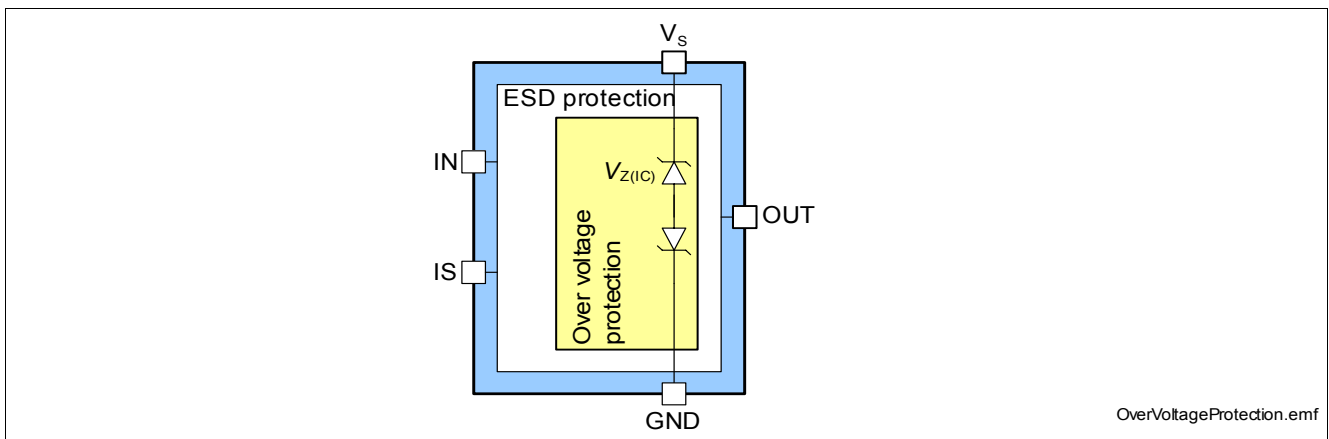 VS
ESD protection
IN
VZ(IC)
OUT
Over voltage
protection
IS
GND
OverVoltageProtection.emf